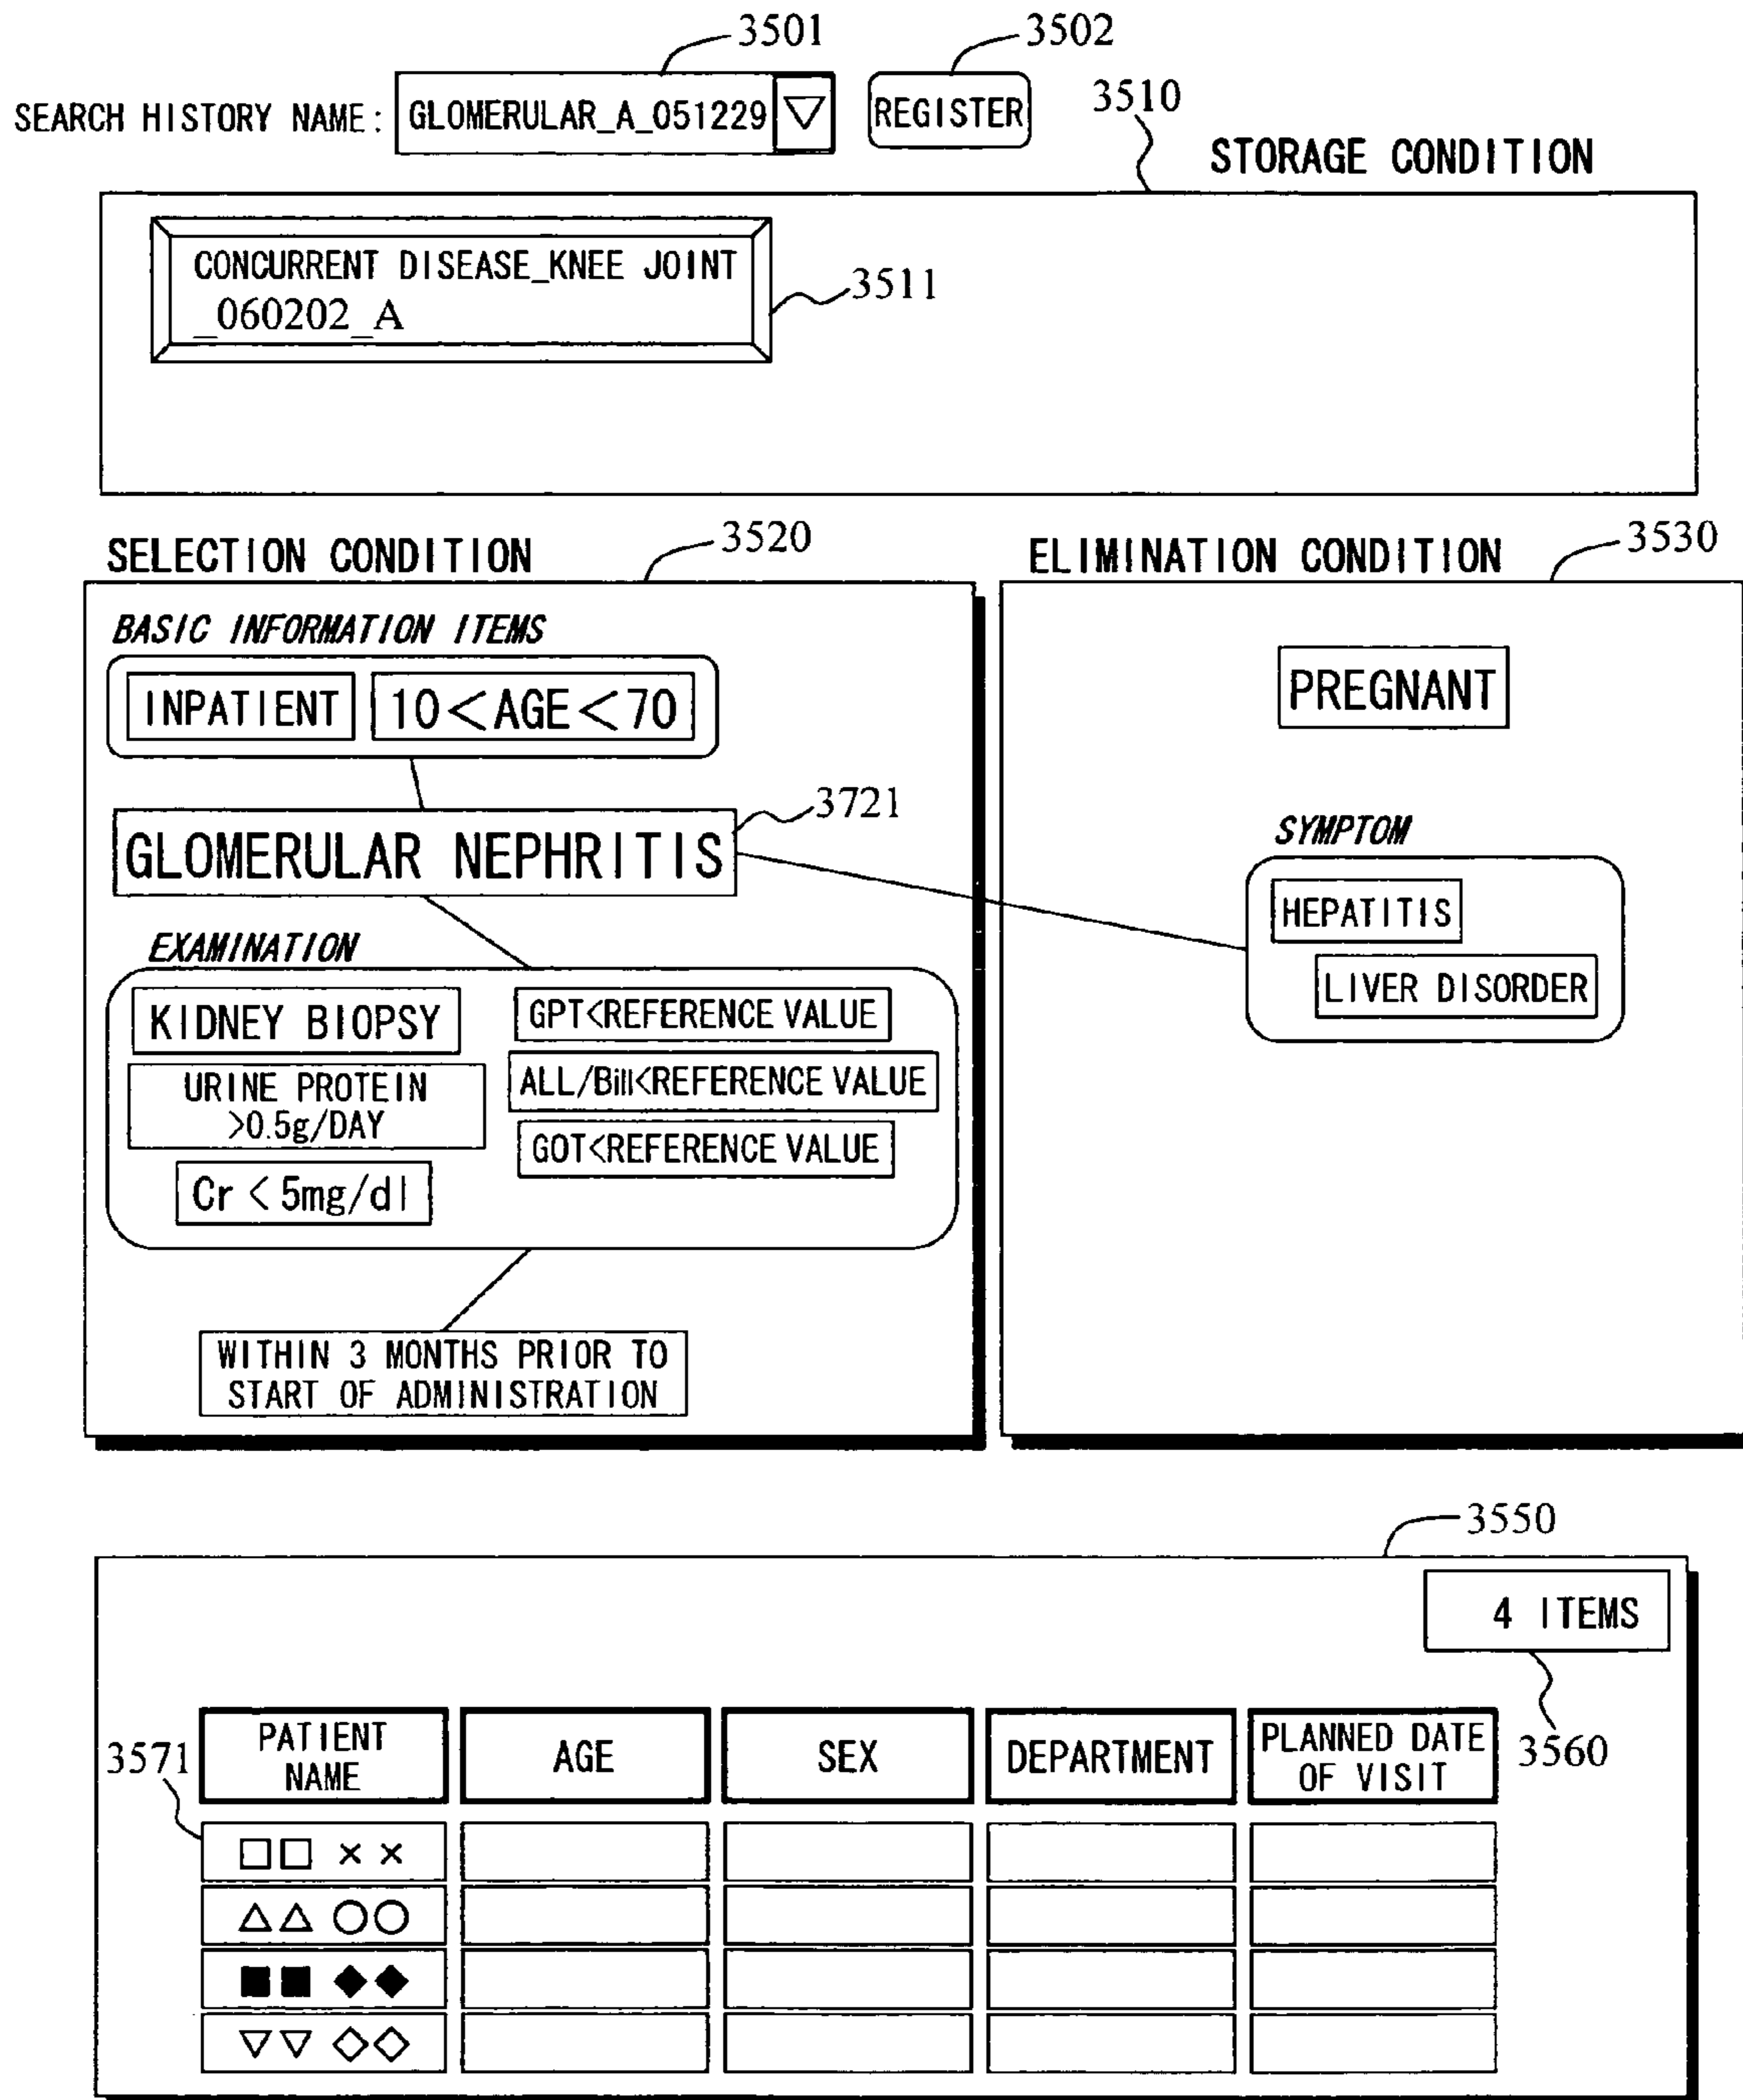 3501
3502
SEARCH HISTORY NAME: GLOMERULAR_A_051229 REGISTER
3510
STORAGE CONDITION
CONCURRENT DISEASE_KNEE JOINT
_060202_A
3511
SELECTION CONDITION
3520
ELIMINATION CONDITION
3530
BASIC INFORMATION ITEMS
INPATIENT
10<AGE<70
3721
GLOMERULAR NEPHRITIS
EXAMINATION
KIDNEY BIOPSY
URINE PROTEIN
>0.5g/DAY
Cr < 5mg/dl
GPT<REFERENCE VALUE
ALL/Bill<REFERENCE VALUE
GOT<REFERENCE VALUE
WITHIN 3 MONTHS PRIOR TO
START OF ADMINISTRATION
PREGNANT
SYMPTOM
HEPATITIS
LIVER DISORDER
3550
4 ITEMS
3560
3571
PATIENT
NAME
AGE
SEX
DEPARTMENT
PLANNED DATE
OF VISIT
□□ ××
△△ ○○
■■ ◆◆
▽▽ ◇◇